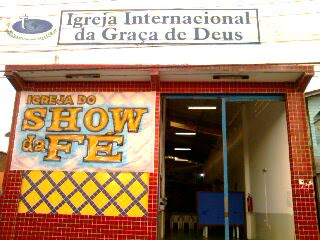 Igreja Internacional
da Graça de Deus
IGREJA DO
SHOW
da FÉ